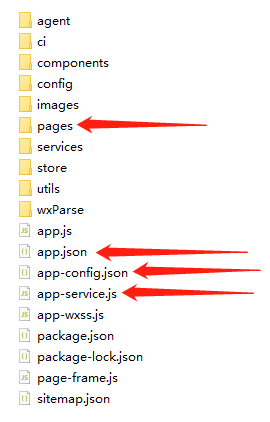 agent
ci
components
config
images
pages
services
store
utils
wxParse
app.js
app.json
app-config.json
app-service.js
app-wxss.js
package.json
package-lock.json
page-frame.js
sitemap.json